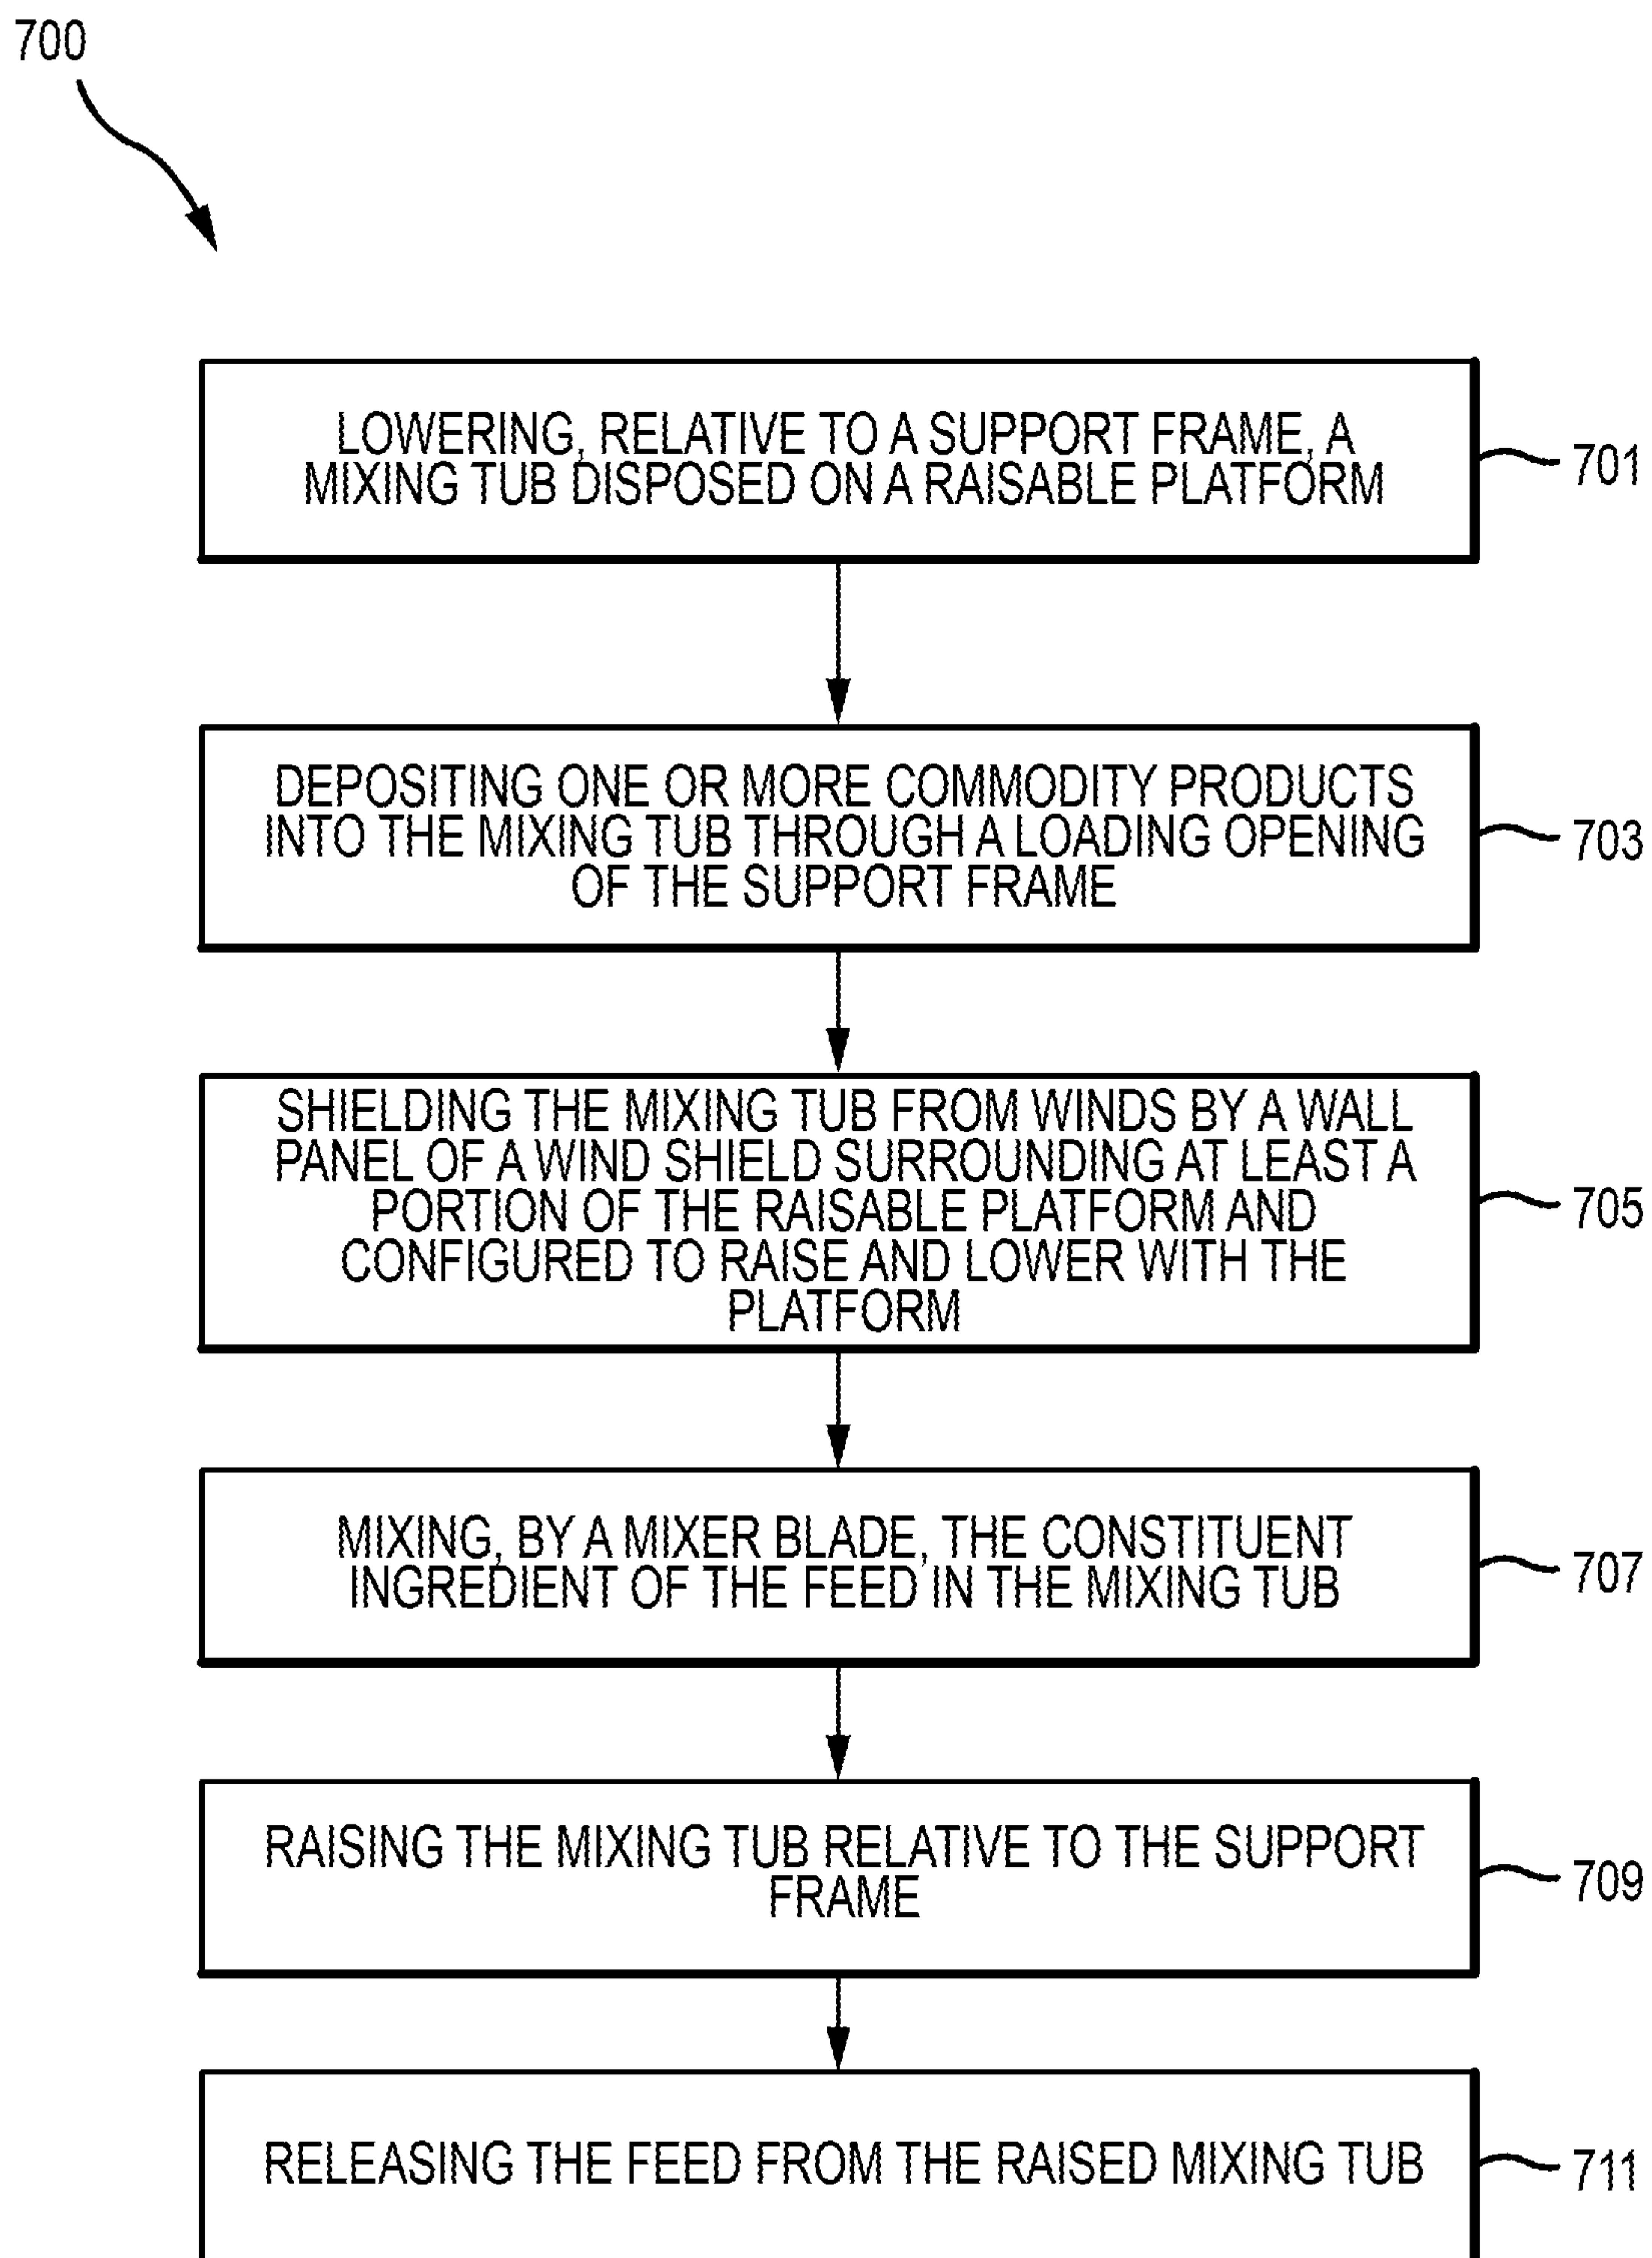 700
LOWERING, RELATIVE TO A SUPPORT FRAME, A
MIXING TUB DISPOSED ON A RAISABLE PLATFORM
701
DEPOSITING ONE OR MORE COMMODITY PRODUCTS
INTO THE MIXING TUB THROUGH A LOADING OPENING
OF THE SUPPORT FRAME
703
SHIELDING THE MIXING TUB FROM WINDS BY A WALL
PANEL OF A WIND SHIELD SURROUNDING AT LEAST A
PORTION OF THE RAISABLE PLATFORM AND
CONFIGURED TO RAISE AND LOWER WITH THE
PLATFORM
705
MIXING, BY A MIXER BLADE, THE CONSTITUENT
INGREDIENT OF THE FEED IN THE MIXING TUB
707
RAISING THE MIXING TUB RELATIVE TO THE SUPPORT
FRAME
709
RELEASING THE FEED FROM THE RAISED MIXING TUB
711